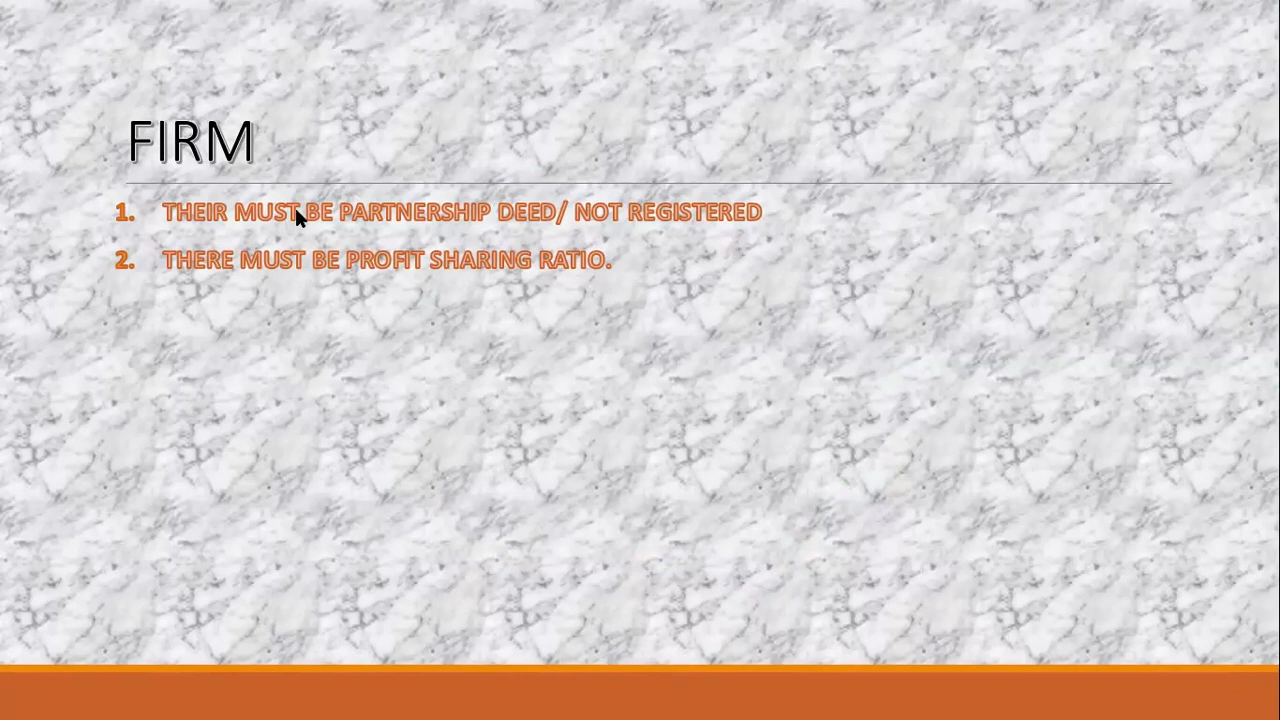 FIRM
1. THEIR MUST BE PARTNERSHIP DEED/ NOT REGISTERED
2. THERE MUST BE PROFIT SHARING RATIO.